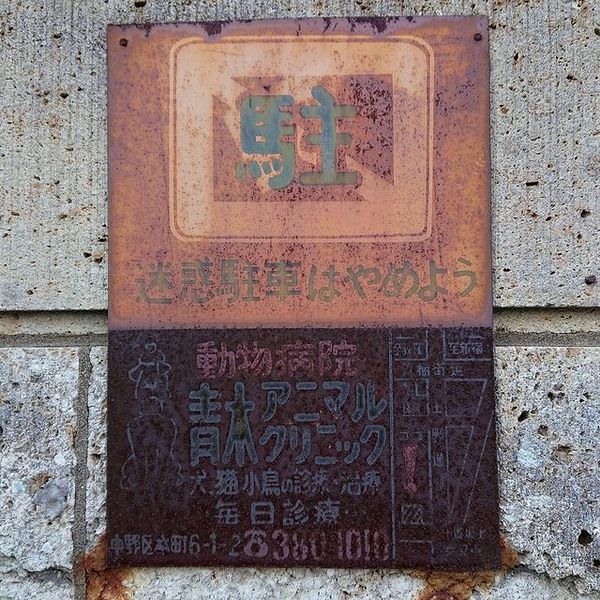 駐
迷惑駐車はやめよう
動物病院
青木アニマル
クリニック
犬、猫、小鳥の診療・治療
毎日診療
中野区本町6-1-2☎380-1010